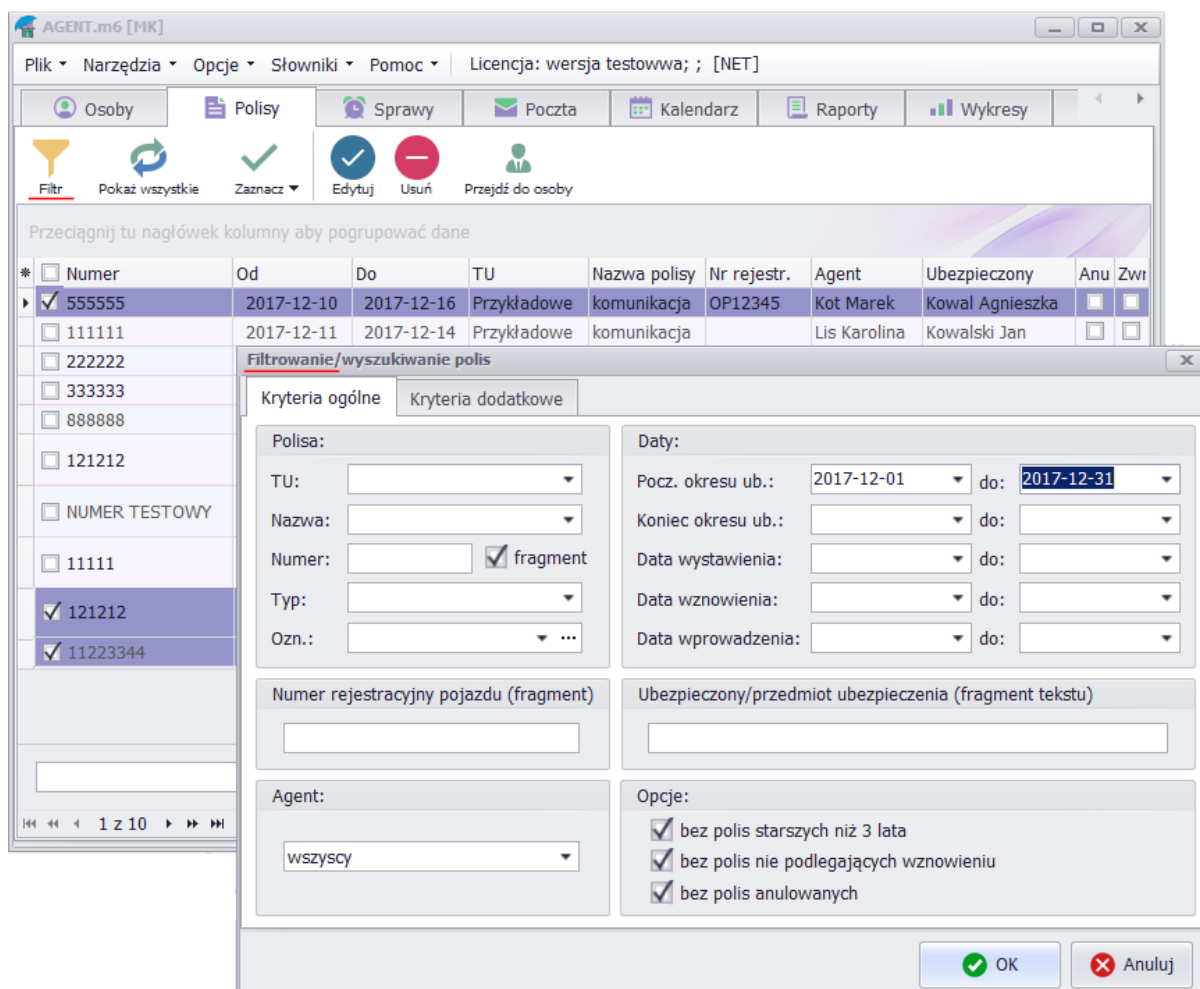 AGENT.m6 [MK]
Plik Narzędzia Opcje Słowniki Pomoc Licencja: wersja testowwa; ; [NET]
Osoby Polisy Sprawy Poczta Kalendarz Raporty Wykresy
Filtr Pokaż wszystkie Zaznacz Edytuj Usuń Przejdź do osoby
Przeciągnij tu nagłówek kolumny aby pogrupować dane
Numer Od Do TU Nazwa polisy Nr rejestr. Agent Ubezpieczony Anu Zwr
555555 2017-12-10 2017-12-16 Przykładowe komunikacja OP12345 Kot Marek Kowal Agnieszka
111111 2017-12-11 2017-12-14 Przykładowe komunikacja Lis Karolina Kowalski Jan
222222
333333
888888
121212
NUMER TESTOWY
11111
121212
11223344
1 z 10
Filtrowanie/wyszukiwanie polis
Kryteria ogólne Kryteria dodatkowe
Polisa:
TU:
Nazwa:
Numer: fragment
Typ:
Ozn.: ...
Daty:
Pocz. okresu ub.: 2017-12-01 do: 2017-12-31
Koniec okresu ub.: do:
Data wystawienia: do:
Data wznowienia: do:
Data wprowadzenia: do:
Numer rejestracyjny pojazdu (fragment)
Ubezpieczony/przedmiot ubezpieczenia (fragment tekstu)
Agent:
wszyscy
Opcje:
bez polis starszych niż 3 lata
bez polis nie podlegających wznowieniu
bez polis anulowanych
OK Anuluj